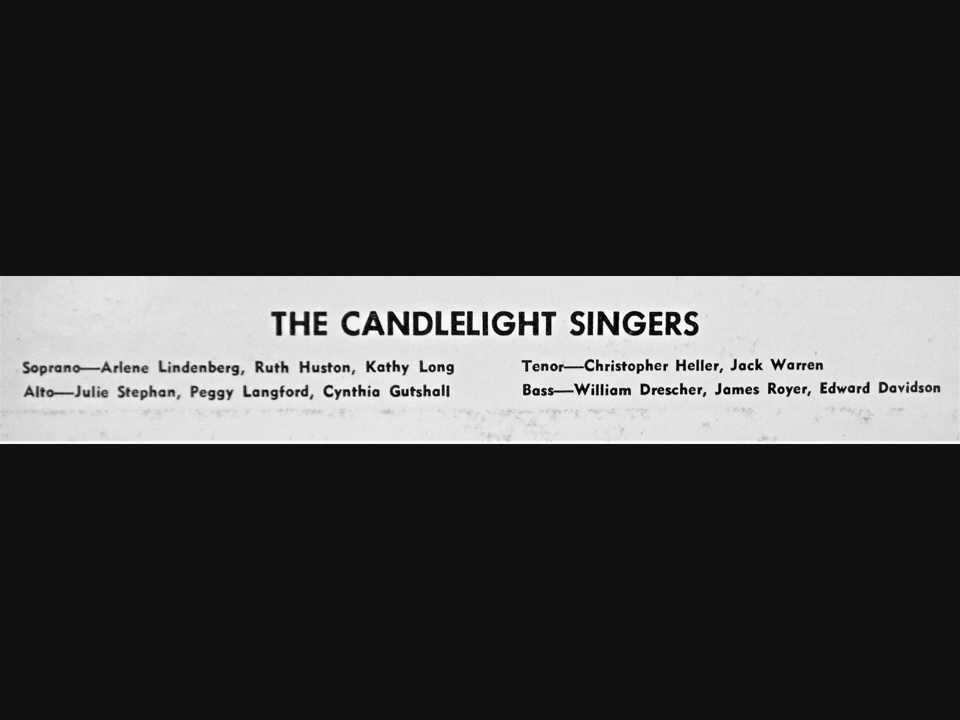 THE CANDLELIGHT SINGERS
Soprano—Arlene Lindenberg, Ruth Huston, Kathy Long
Alto—Julie Stephan, Peggy Langford, Cynthia Gutshall
Tenor—Christopher Heller, Jack Warren
Bass—William Drescher, James Royer, Edward Davidson